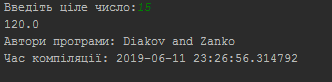 Введіть ціле число:15
120.0
Автори програми: Diakov and Zanko
Час компіляції: 2019-06-11 23:26:56.314792